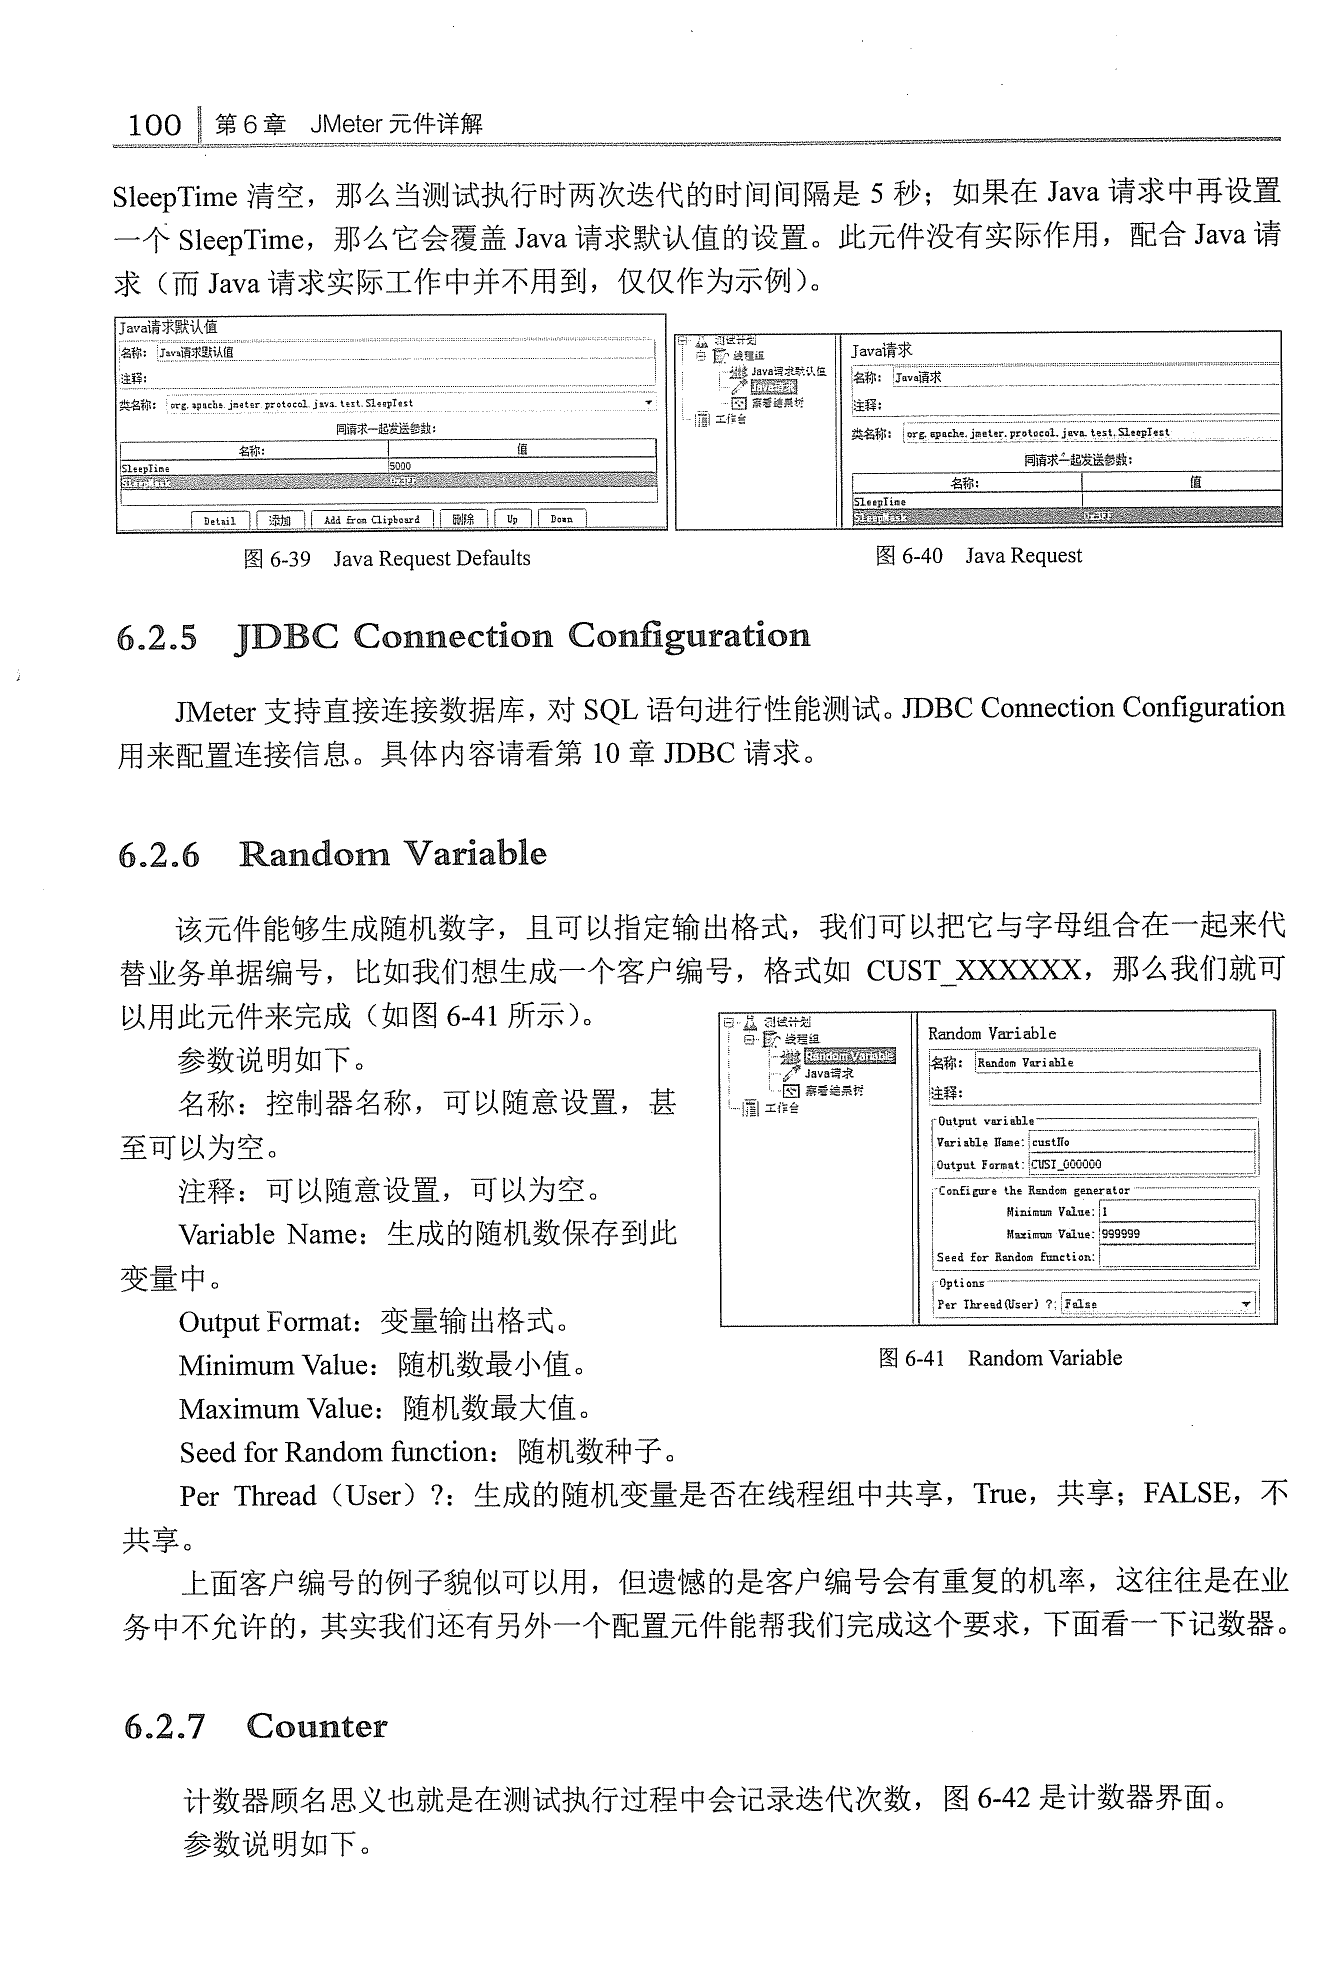 100 第6章 JMeter 元件详解
SleepTime 清空，那么当测试执行时两次迭代的时间间隔是 5 秒；如果在 Java 请求中再设置
一个 SleepTime，那么它会覆盖 Java 请求默认值的设置。此元件没有实际作用，配合 Java 请
求（而 Java 请求实际工作中并不用到，仅仅作为示例）。
Java请求默认值
名称： Java请求默认值
注释：
类名称： org.apache.jmeter.protocol.java.test.SleepTest
同请求一起发送参数：
名称： 值
SleepTime 5000
SleepMask 0x3FF
Detail 添加 Add from Clipboard 删除 Up Down
图 6-39 Java Request Defaults
测试计划
线程组
Java请求默认值
Java请求
察看结果树
工作台
Java请求
名称： Java请求
注释：
类名称： org.apache.jmeter.protocol.java.test.SleepTest
同请求一起发送参数：
名称： 值
SleepTime
SleepMask 0x3FF
图 6-40 Java Request
6.2.5 JDBC Connection Configuration
JMeter 支持直接连接数据库，对 SQL 语句进行性能测试。JDBC Connection Configuration
用来配置连接信息。具体内容请看第 10 章 JDBC 请求。
6.2.6 Random Variable
该元件能够生成随机数字，且可以指定输出格式，我们可以把它与字母组合在一起来代
替业务单据编号，比如我们想生成一个客户编号，格式如 CUST_XXXXXX，那么我们就可
以用此元件来完成（如图 6-41 所示）。
参数说明如下。
名称：控制器名称，可以随意设置，甚
至可以为空。
注释：可以随意设置，可以为空。
Variable Name：生成的随机数保存到此
变量中。
Output Format：变量输出格式。
Minimum Value：随机数最小值。
Maximum Value：随机数最大值。
Seed for Random function：随机数种子。
测试计划
线程组
Random Variable
Java请求
察看结果树
工作台
Random Variable
名称： Random Variable
注释：
Output variable
Variable Name: custNo
Output Format: CUST_000000
Configure the Random generator
Minimum Value: 1
Maximum Value: 999999
Seed for Random function:
Options
Per Thread(User) ?: False
图 6-41 Random Variable
Per Thread（User）?：生成的随机变量是否在线程组中共享，True，共享；FALSE，不
共享。
上面客户编号的例子貌似可以用，但遗憾的是客户编号会有重复的机率，这往往是在业
务中不允许的，其实我们还有另外一个配置元件能帮我们完成这个要求，下面看一下记数器。
6.2.7 Counter
计数器顾名思义也就是在测试执行过程中会记录迭代次数，图 6-42 是计数器界面。
参数说明如下。